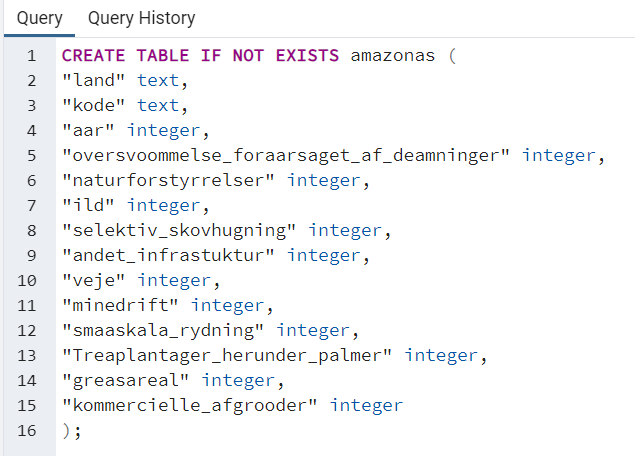 Query Query History
1 CREATE TABLE IF NOT EXISTS amazonas (
2 "land" text,
3 "kode" text,
4 "aar" integer,
5 "oversvoommelse_foraarsaget_af_deamninger" integer,
6 "naturforstyrrelser" integer,
7 "ild" integer,
8 "selektiv_skovhugning" integer,
9 "andet_infrastuktur" integer,
10 "veje" integer,
11 "minedrift" integer,
12 "smaaskala_rydning" integer,
13 "Treaplantager_herunder_palmer" integer,
14 "greasareal" integer,
15 "kommercielle_afgrooder" integer
16 );